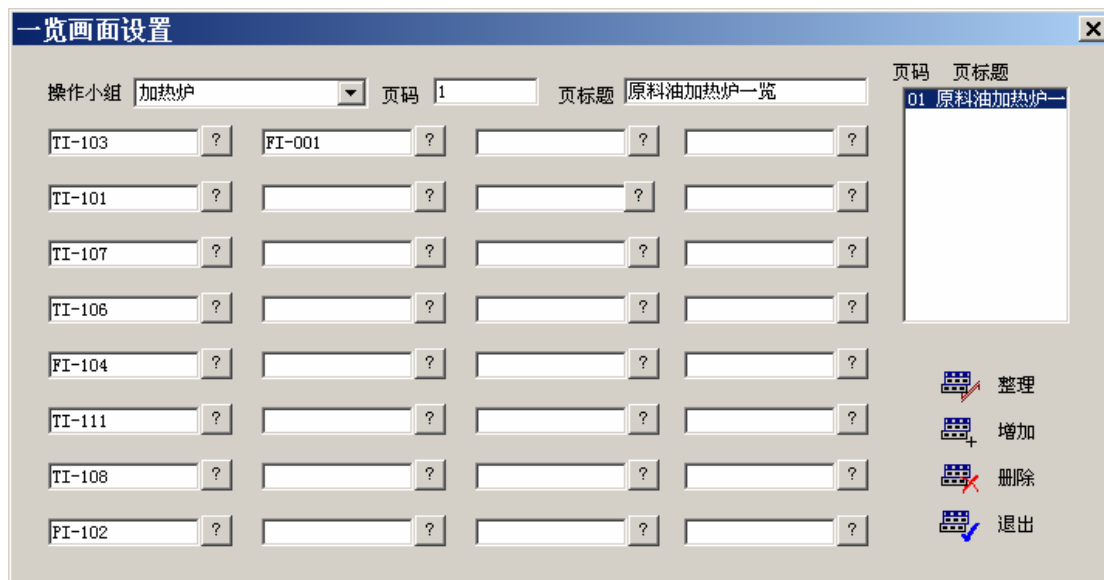 一览画面设置
操作小组 加热炉 页码 1 页标题 原料油加热炉一览
页码 页标题
01 原料油加热炉一
TI-103 ? FI-001 ? ? ?
TI-101 ? ? ? ?
TI-107 ? ? ? ?
TI-106 ? ? ? ?
FI-104 ? ? ? ?
TI-111 ? ? ? ?
TI-108 ? ? ? ?
PI-102 ? ? ? ?
整理
增加
删除
退出